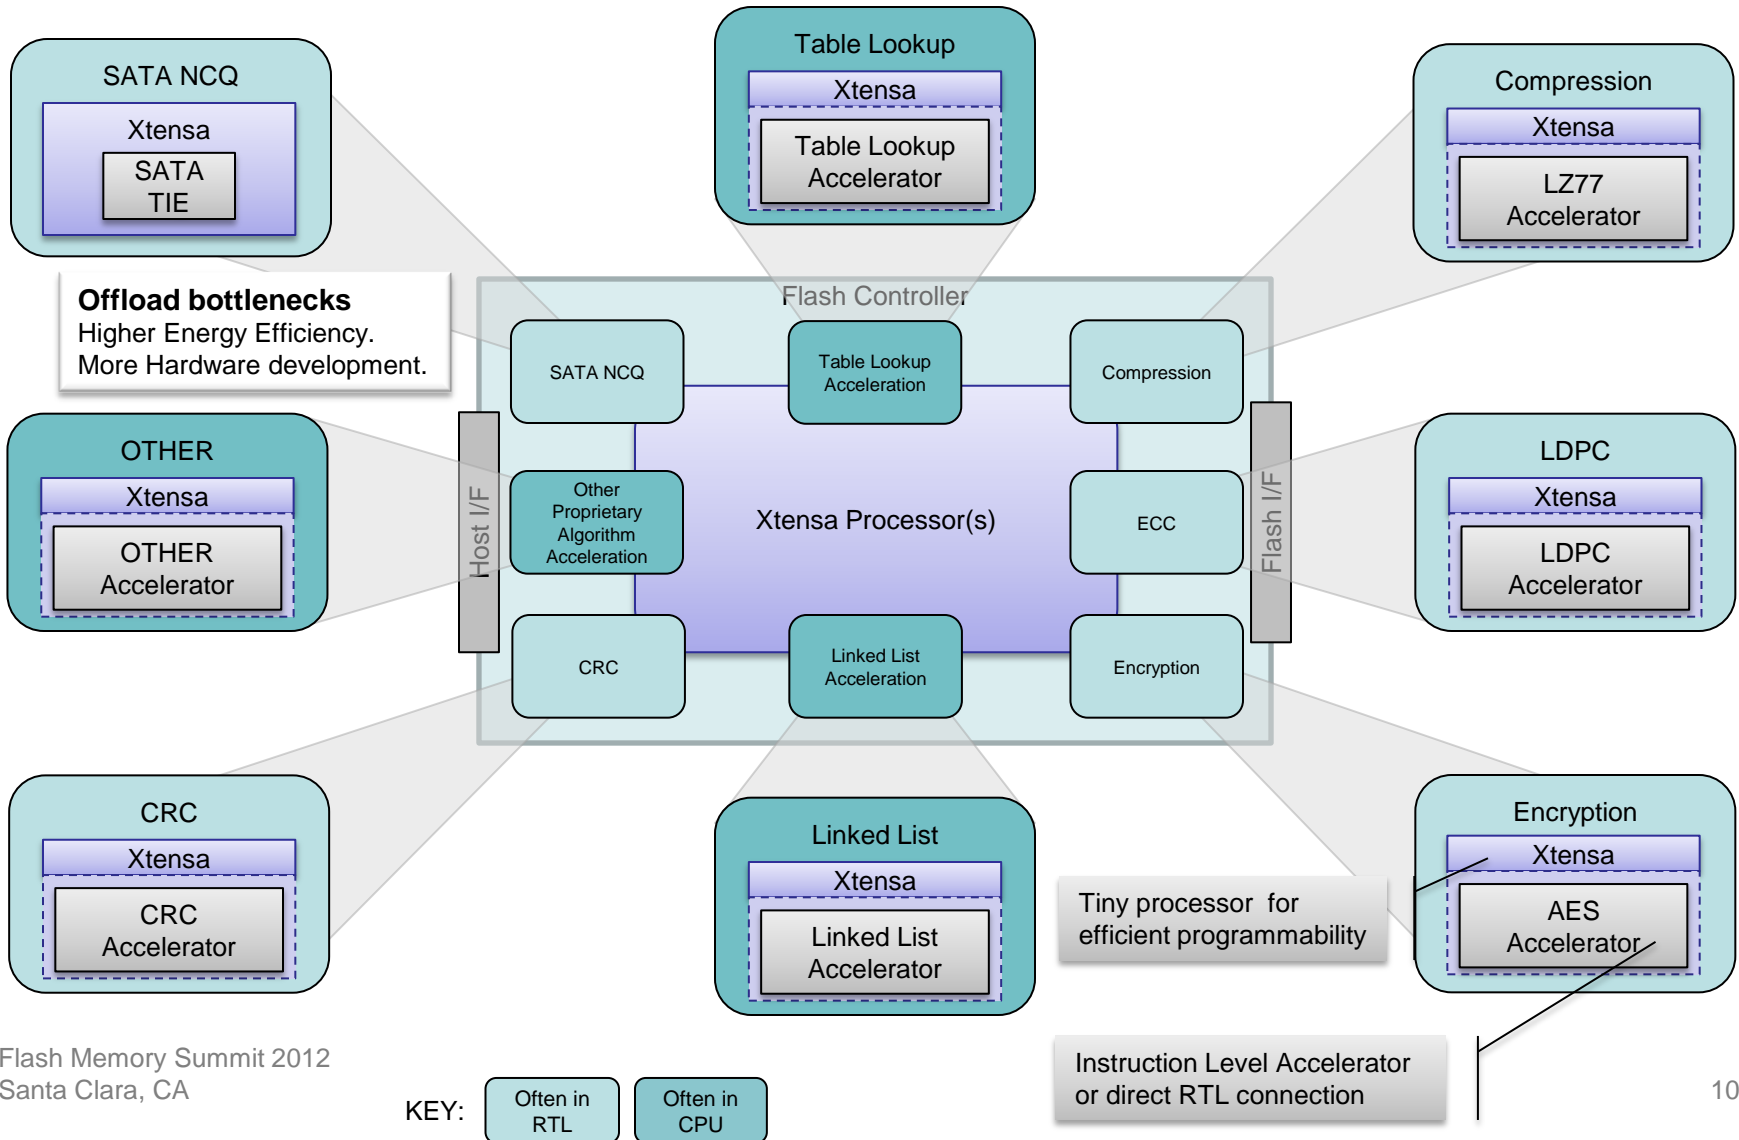 SATA NCQ
Xtensa
SATA
TIE
Table Lookup
Xtensa
Table Lookup
Accelerator
Compression
Xtensa
LZ77
Accelerator
Offload bottlenecks
Higher Energy Efficiency.
More Hardware development.
Flash Controller
SATA NCQ
Table Lookup
Acceleration
Compression
OTHER
Xtensa
OTHER
Accelerator
Host I/F
Other
Proprietary
Algorithm
Acceleration
Xtensa Processor(s)
ECC
Flash I/F
LDPC
Xtensa
LDPC
Accelerator
CRC
Linked List
Acceleration
Encryption
CRC
Xtensa
CRC
Accelerator
Linked List
Xtensa
Linked List
Accelerator
Tiny processor for
efficient programmability
Encryption
Xtensa
AES
Accelerator
Instruction Level Accelerator
or direct RTL connection
Flash Memory Summit 2012
Santa Clara, CA
KEY:
Often in
RTL
Often in
CPU
10